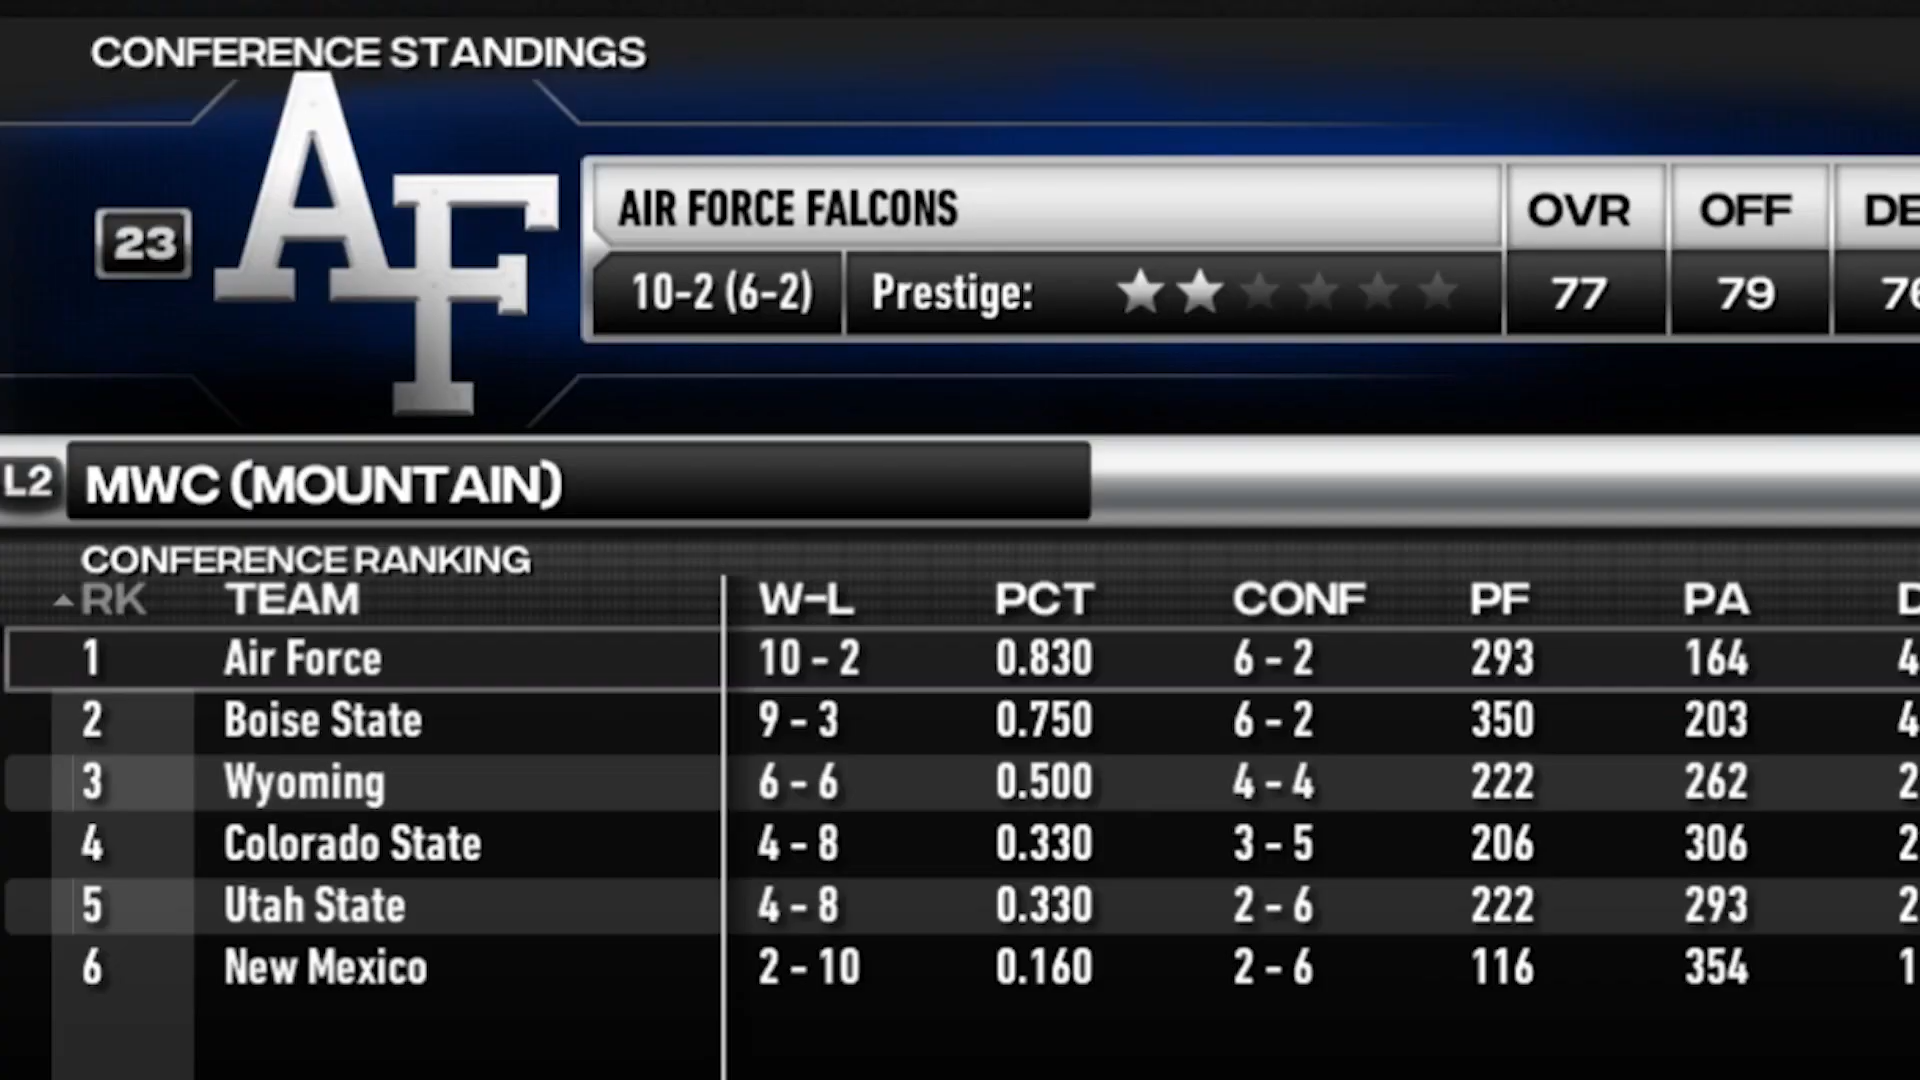 CONFERENCE STANDINGS
AF
23
AIR FORCE FALCONS OVR OFF
10-2 (6-2) Prestige: 77 79
L2 MWC (MOUNTAIN)
CONFERENCE RANKING
RK TEAM W-L PCT CONF PF PA
1 Air Force 10 - 2 0.830 6 - 2 293 164
2 Boise State 9 - 3 0.750 6 - 2 350 203
3 Wyoming 6 - 6 0.500 4 - 4 222 262
4 Colorado State 4 - 8 0.330 3 - 5 206 306
5 Utah State 4 - 8 0.330 2 - 6 222 293
6 New Mexico 2 - 10 0.160 2 - 6 116 354